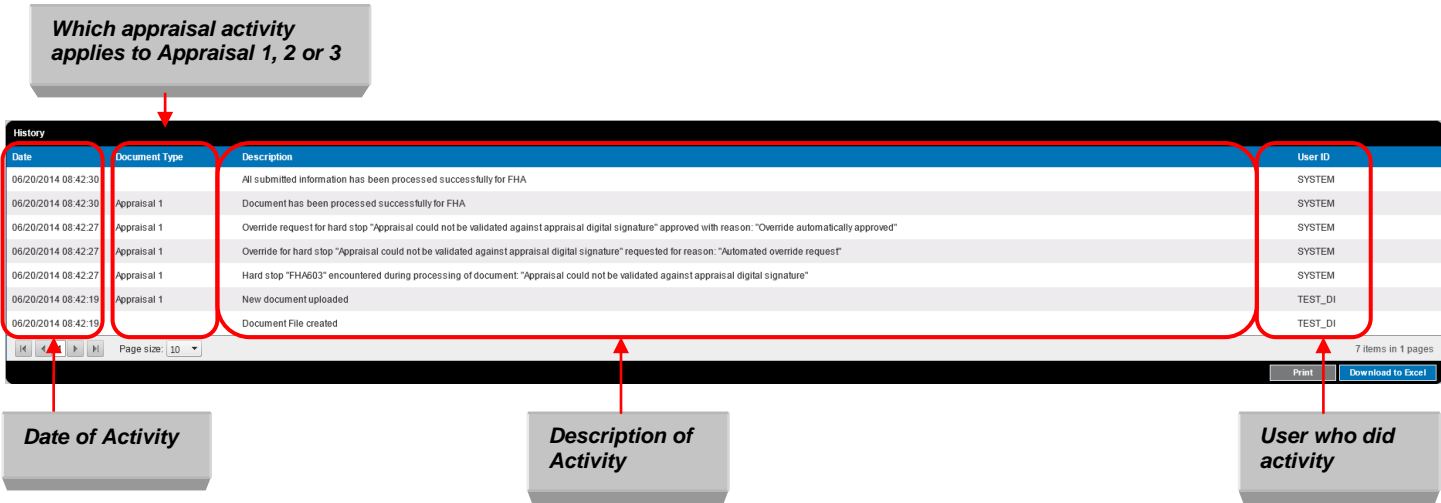 Which appraisal activity
applies to Appraisal 1, 2 or 3
History
Date Document Type Description User ID
06/20/2014 08:42:30 All submitted information has been processed successfully for FHA SYSTEM
06/20/2014 08:42:30 Appraisal 1 Document has been processed successfully for FHA SYSTEM
06/20/2014 08:42:27 Appraisal 1 Override request for hard stop "Appraisal could not be validated against appraisal digital signature" approved with reason: "Override automatically approved" SYSTEM
06/20/2014 08:42:27 Appraisal 1 Override for hard stop "Appraisal could not be validated against appraisal digital signature" requested for reason: "Automated override request" SYSTEM
06/20/2014 08:42:27 Appraisal 1 Hard stop "FHA603" encountered during processing of document: "Appraisal could not be validated against appraisal digital signature" SYSTEM
06/20/2014 08:42:19 Appraisal 1 New document uploaded TEST_DI
06/20/2014 08:42:19 Document File created TEST_DI
Page size: 10 7 items in 1 pages
Print Download to Excel
Date of Activity
Description of
Activity
User who did
activity